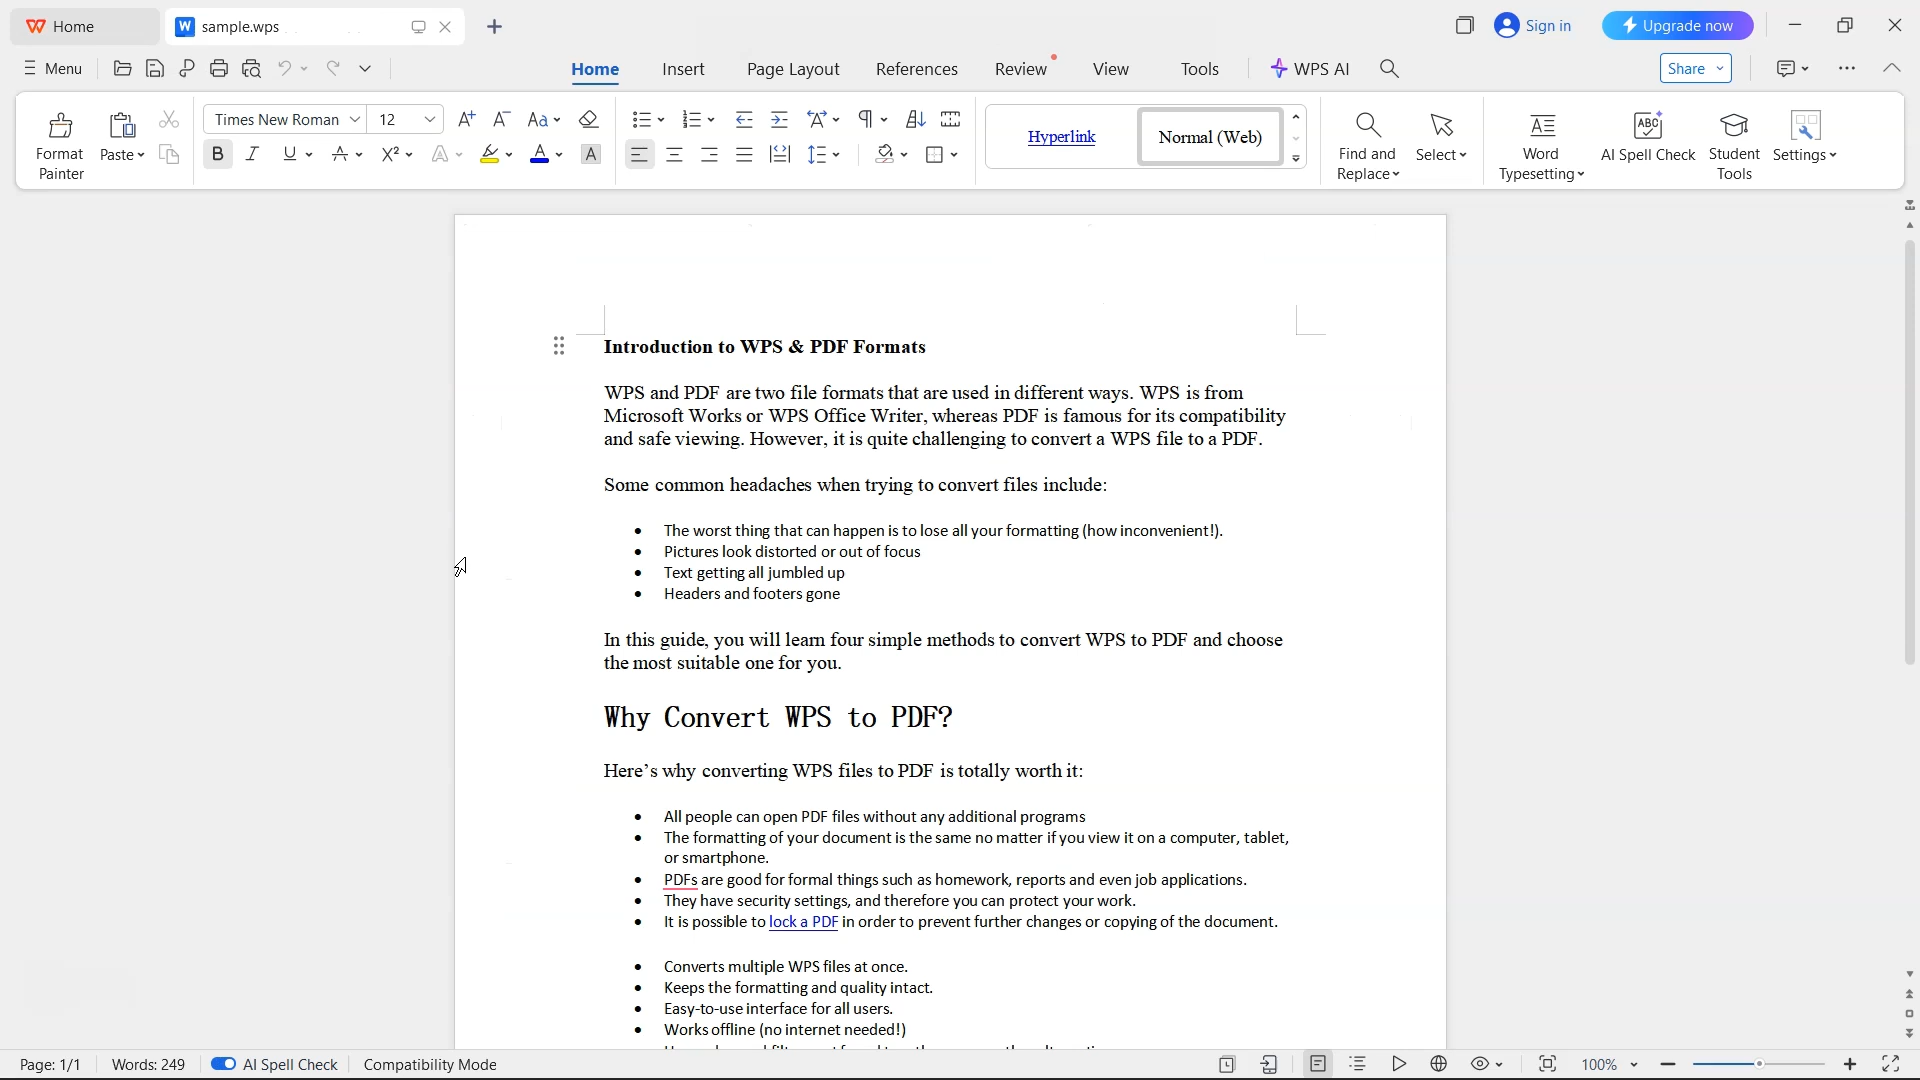 Home
sample.wps
Sign in
Upgrade now
Menu
Home
Insert
Page Layout
References
Review
View
Tools
WPS AI
Share
Format
Painter
Paste
Times New Roman
12
Hyperlink
Normal (Web)
Find and
Replace
Select
Word
Typesetting
AI Spell Check
Student
Tools
Settings
Introduction to WPS & PDF Formats
WPS and PDF are two file formats that are used in different ways. WPS is from
Microsoft Works or WPS Office Writer, whereas PDF is famous for its compatibility
and safe viewing. However, it is quite challenging to convert a WPS file to a PDF.
Some common headaches when trying to convert files include:
• The worst thing that can happen is to lose all your formatting (how inconvenient!).
• Pictures look distorted or out of focus
• Text getting all jumbled up
• Headers and footers gone
In this guide, you will learn four simple methods to convert WPS to PDF and choose
the most suitable one for you.
Why Convert WPS to PDF?
Here's why converting WPS files to PDF is totally worth it:
• All people can open PDF files without any additional programs
• The formatting of your document is the same no matter if you view it on a computer, tablet,
or smartphone.
• PDFs are good for formal things such as homework, reports and even job applications.
• They have security settings, and therefore you can protect your work.
• It is possible to lock a PDF in order to prevent further changes or copying of the document.
• Converts multiple WPS files at once.
• Keeps the formatting and quality intact.
• Easy-to-use interface for all users.
• Works offline (no internet needed!)
Page: 1/1
Words: 249
AI Spell Check
Compatibility Mode
100%